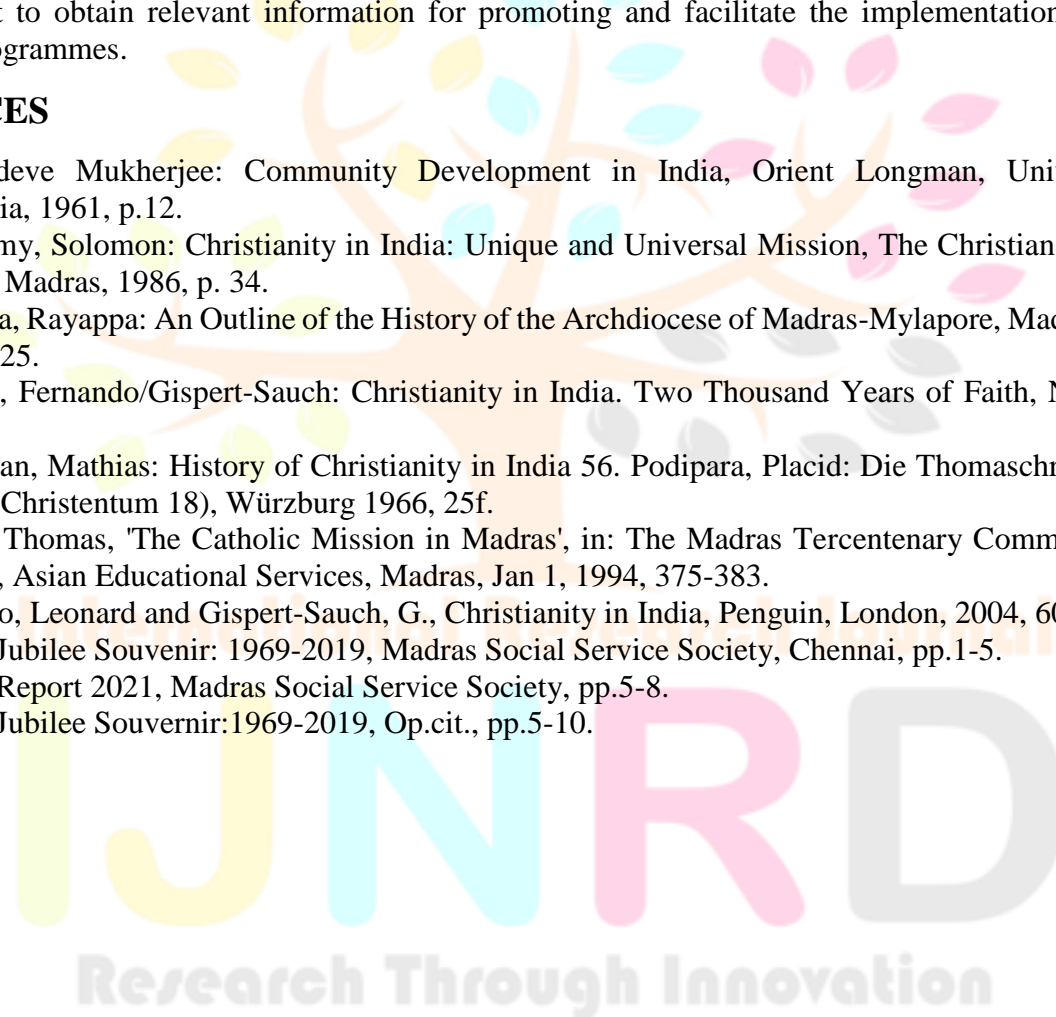 t to obtain relevant information for promoting and facilitate the implementation
ogrammes.
CES
deve Mukherjee: Community Development in India, Orient Longman, Uni
ia, 1961, p.12.
my, Solomon: Christianity in India: Unique and Universal Mission, The Christian
Madras, 1986, p. 34.
a, Rayappa: An Outline of the History of the Archdiocese of Madras-Mylapore, Mad
25.
, Fernando/Gispert-Sauch: Christianity in India. Two Thousand Years of Faith, N
an, Mathias: History of Christianity in India 56. Podipara, Placid: Die Thomaschr
Christentum 18), Würzburg 1966, 25f.
Thomas, 'The Catholic Mission in Madras', in: The Madras Tercentenary Comm
, Asian Educational Services, Madras, Jan 1, 1994, 375-383.
o, Leonard and Gispert-Sauch, G., Christianity in India, Penguin, London, 2004, 60
International Research Journal
Jubilee Souvenir: 1969-2019, Madras Social Service Society, Chennai, pp.1-5.
Report 2021, Madras Social Service Society, pp.5-8.
Jubilee Souvernir:1969-2019, Op.cit., pp.5-10.
IJNRD
Research Through Innovation